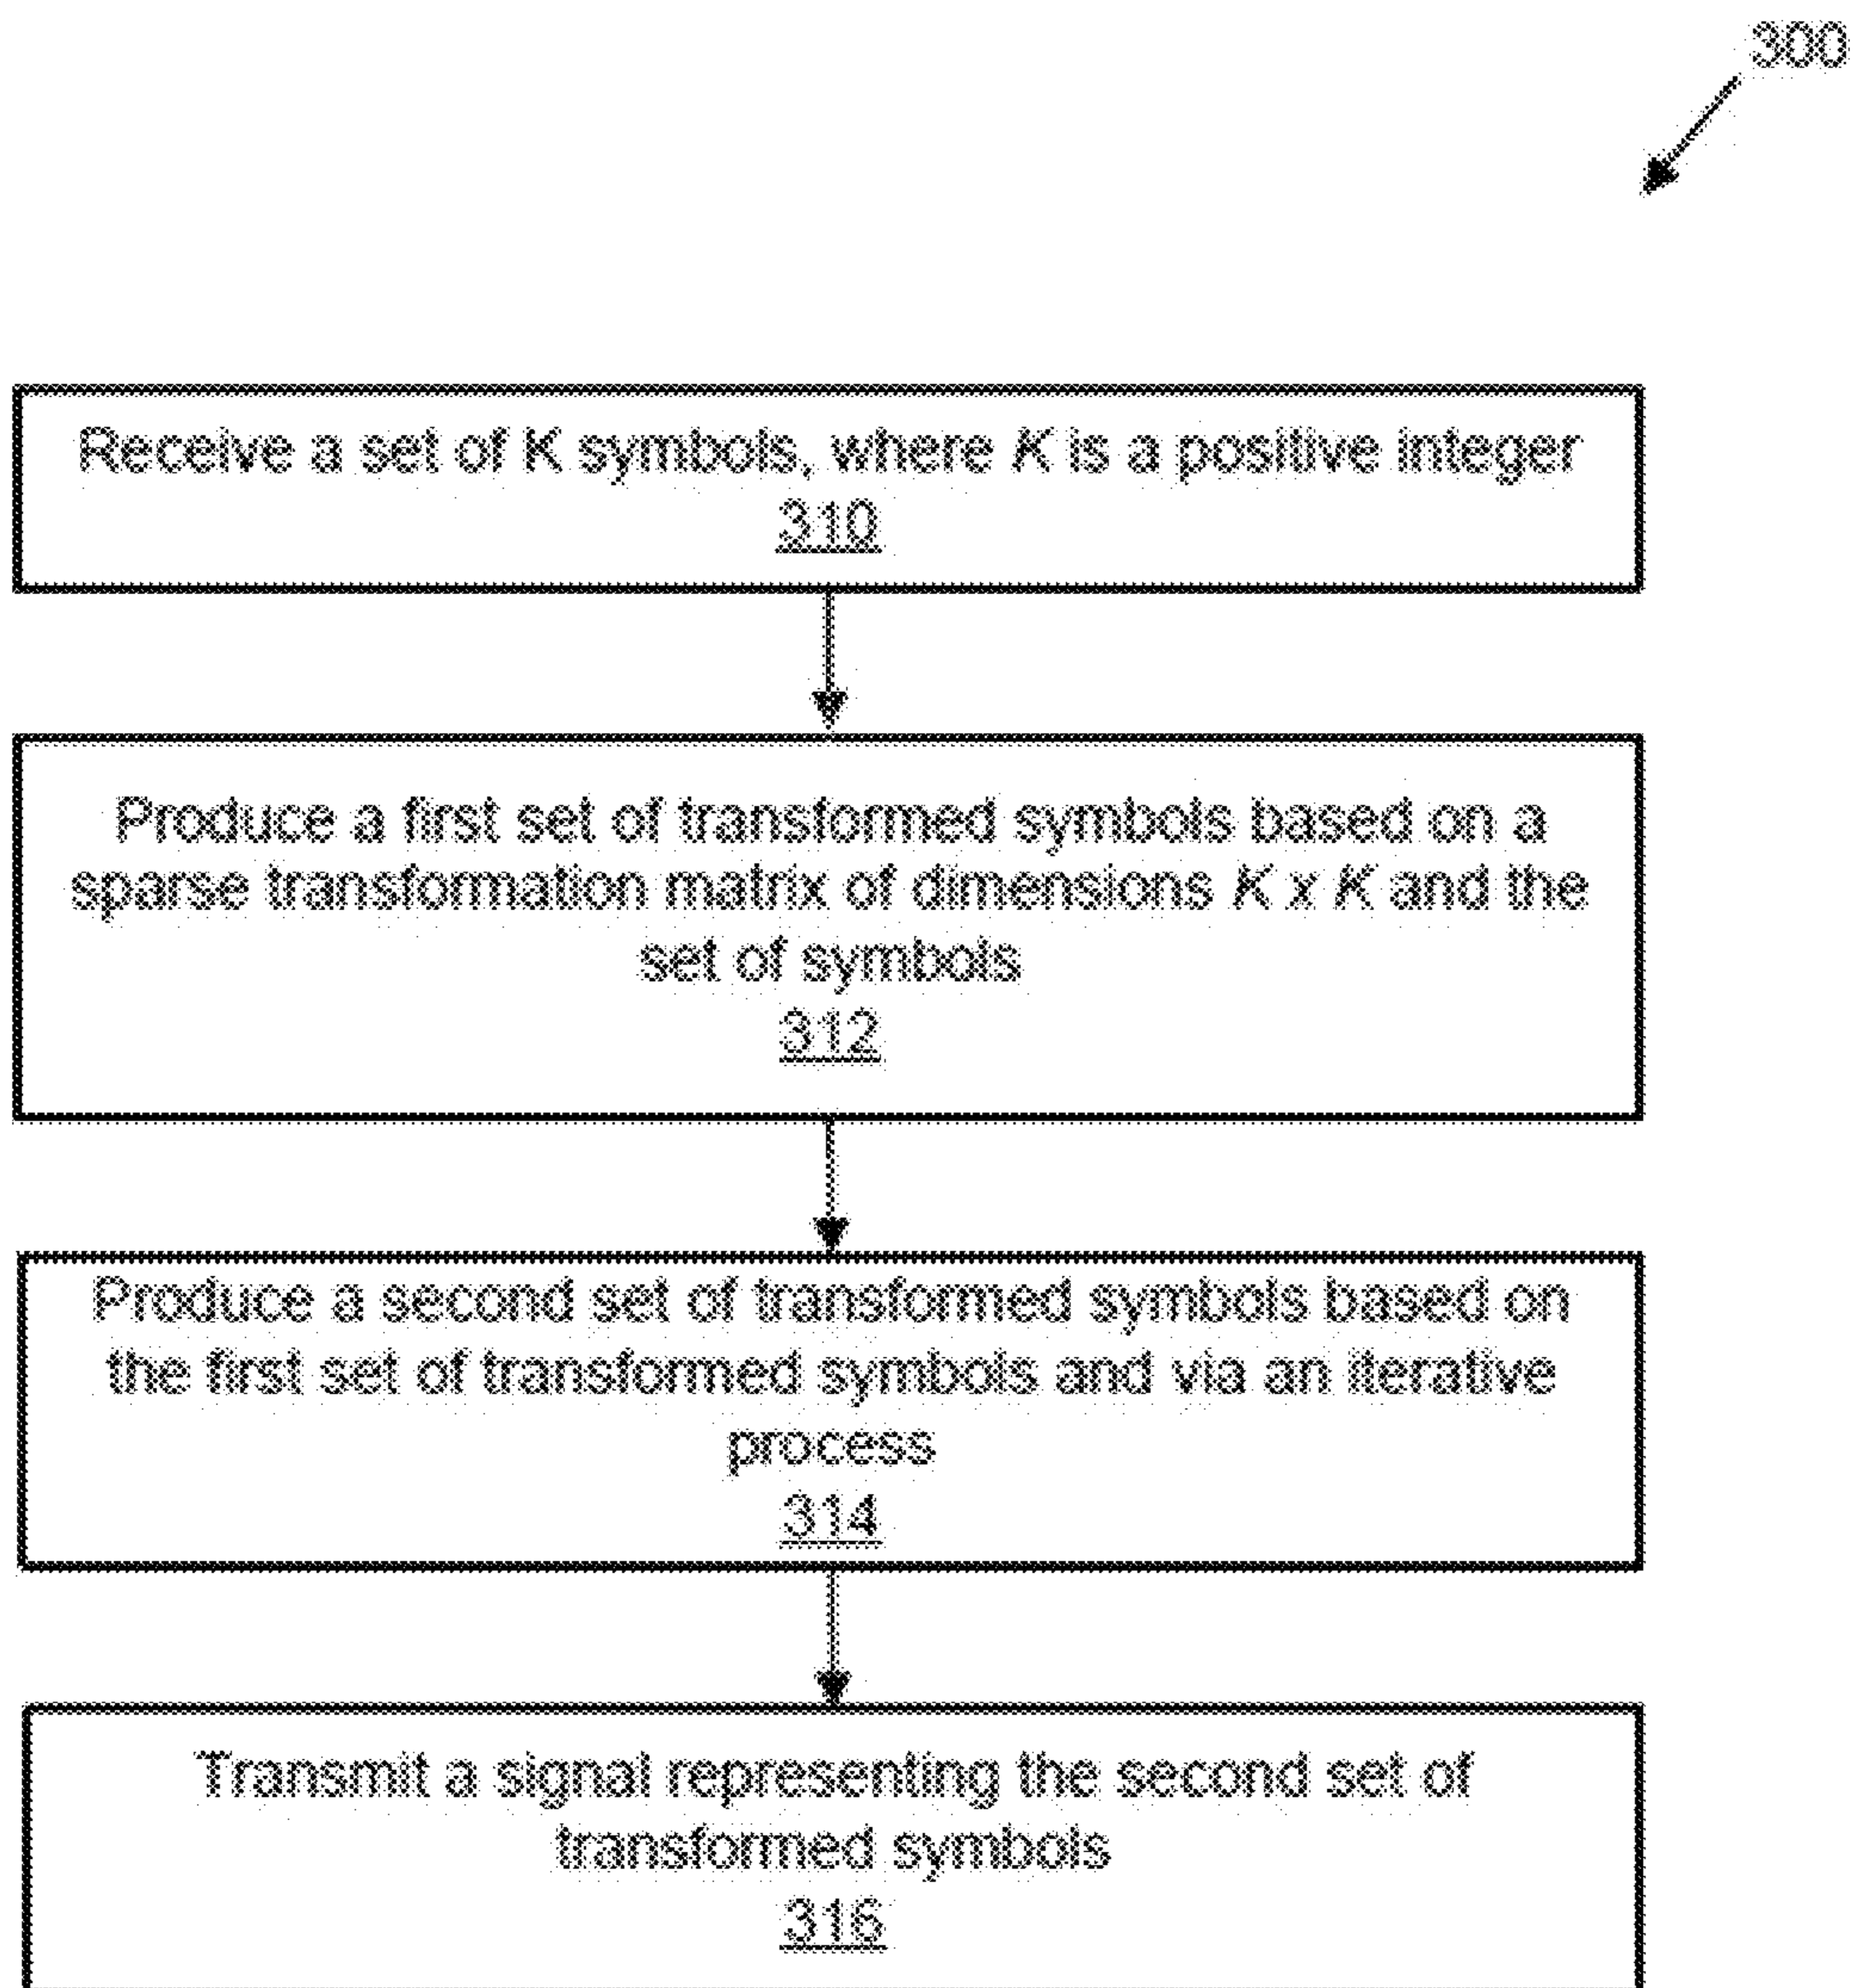 300
Receive a set of K symbols, where K is a positive integer
310
Produce a first set of transformed symbols based on a
sparse transformation matrix of dimensions K x K and the
set of symbols
312
Produce a second set of transformed symbols based on
the first set of transformed symbols and via an iterative
process
314
Transmit a signal representing the second set of
transformed symbols
316